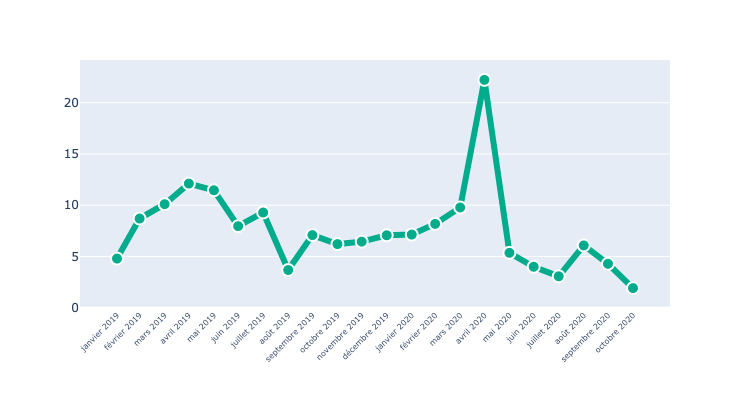 20
15
10
5
0
janvier 2019
février 2019
mars 2019
avril 2019
mai 2019
juin 2019
juillet 2019
août 2019
septembre 2019
octobre 2019
novembre 2019
décembre 2019
janvier 2020
février 2020
mars 2020
avril 2020
mai 2020
juin 2020
juillet 2020
août 2020
septembre 2020
octobre 2020